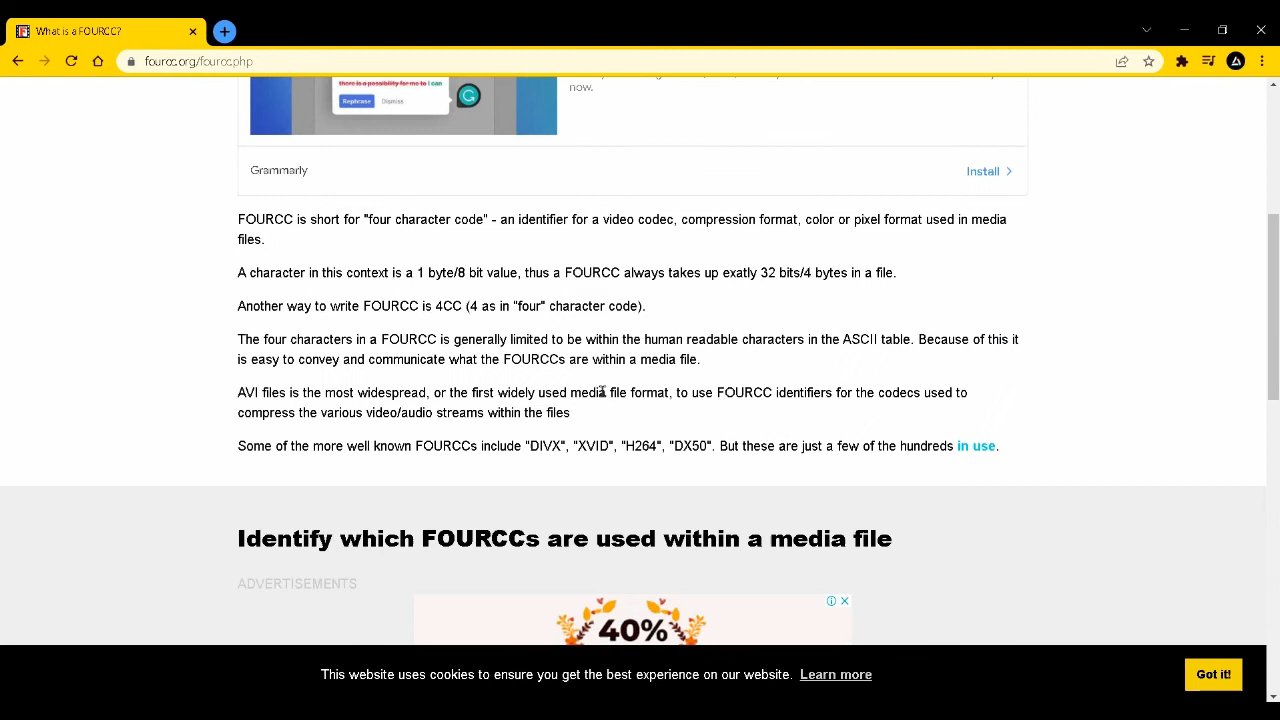 What is a FOURCC?
fourcc.org/fourcc.php
there is a possibility for me to I can
Rephrase Dismiss
now.
Grammarly
Install
FOURCC is short for "four character code" - an identifier for a video codec, compression format, color or pixel format used in media
files.
A character in this context is a 1 byte/8 bit value, thus a FOURCC always takes up exatly 32 bits/4 bytes in a file.
Another way to write FOURCC is 4CC (4 as in "four" character code).
The four characters in a FOURCC is generally limited to be within the human readable characters in the ASCII table. Because of this it
is easy to convey and communicate what the FOURCCs are within a media file.
AVI files is the most widespread, or the first widely used media file format, to use FOURCC identifiers for the codecs used to
compress the various video/audio streams within the files
Some of the more well known FOURCCs include "DIVX", "XVID", "H264", "DX50". But these are just a few of the hundreds in use.
Identify which FOURCCs are used within a media file
ADVERTISEMENTS
40%
This website uses cookies to ensure you get the best experience on our website. Learn more
Got it!